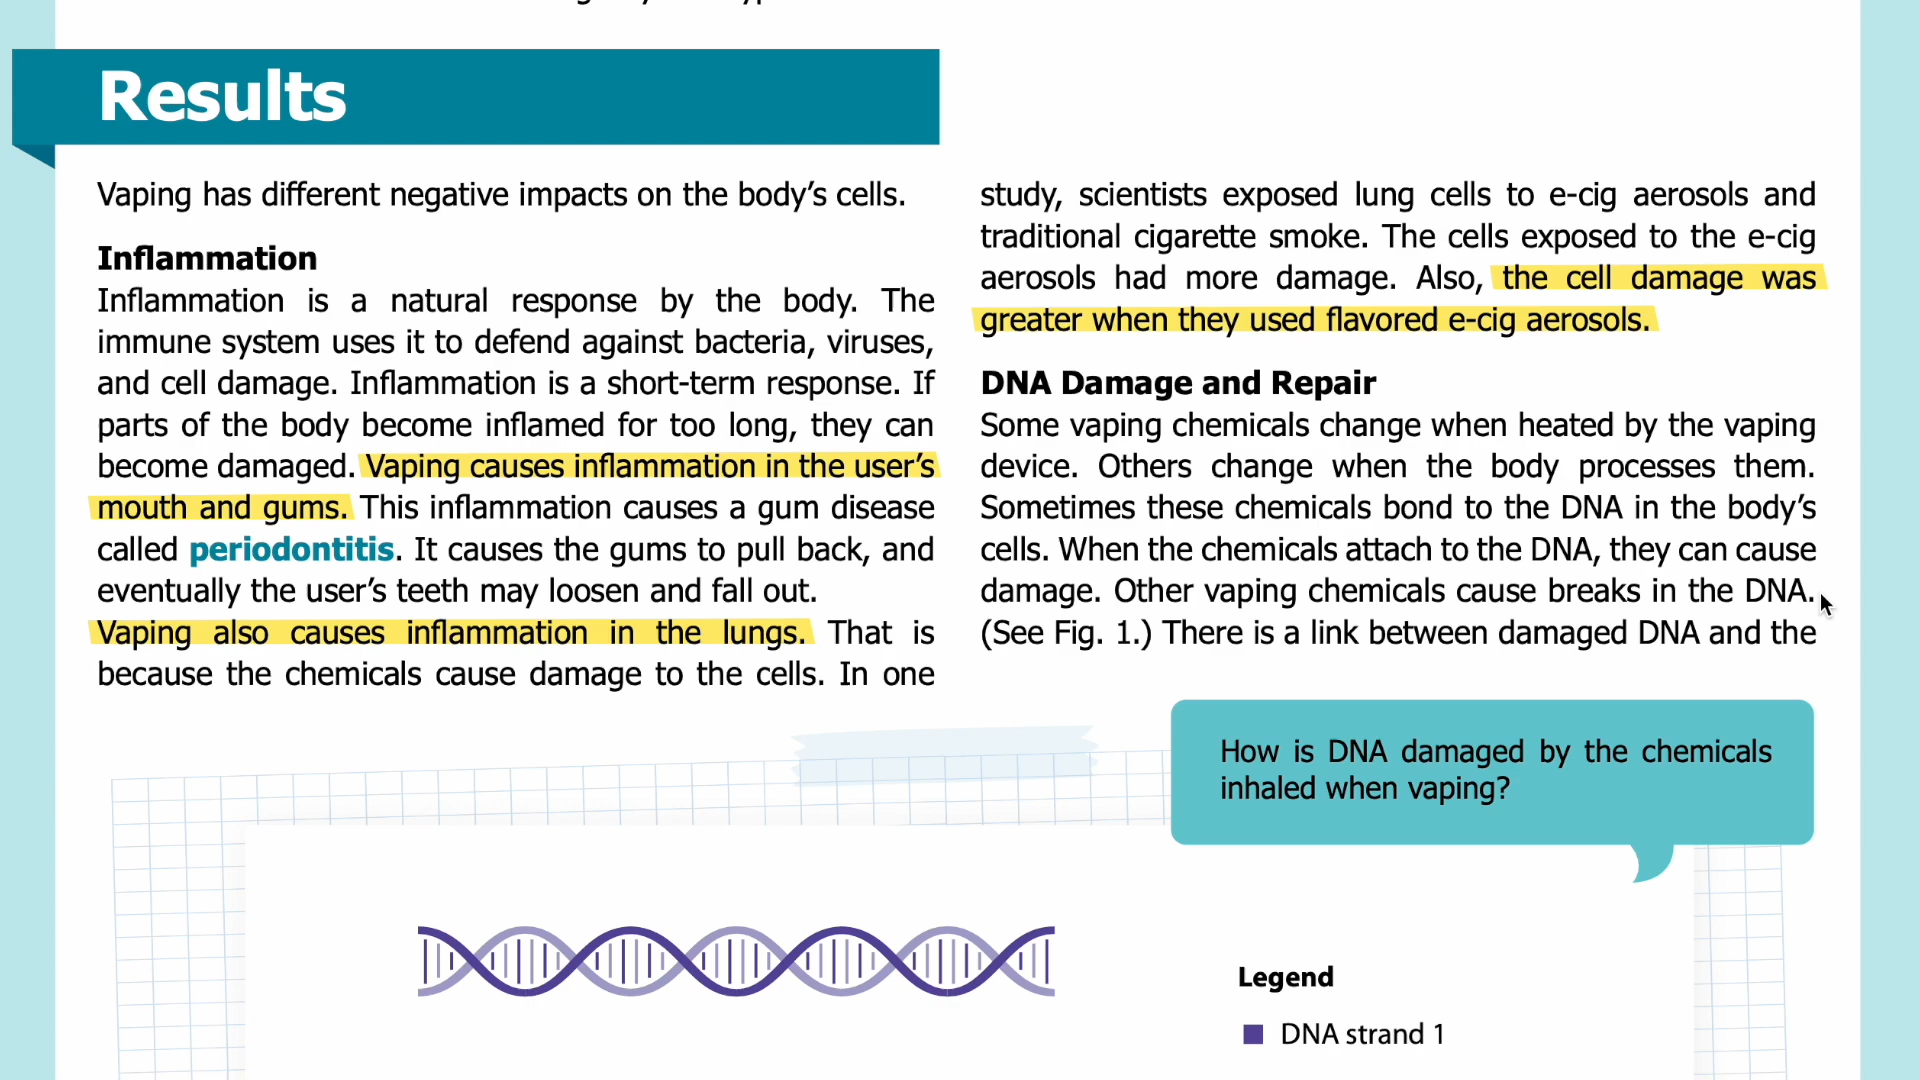 Results
Vaping has different negative impacts on the body's cells.
Inflammation
Inflammation is a natural response by the body. The
immune system uses it to defend against bacteria, viruses,
and cell damage. Inflammation is a short-term response. If
parts of the body become inflamed for too long, they can
become damaged. Vaping causes inflammation in the user's
mouth and gums. This inflammation causes a gum disease
called periodontitis. It causes the gums to pull back, and
eventually the user's teeth may loosen and fall out.
Vaping also causes inflammation in the lungs. That is
because the chemicals cause damage to the cells. In one
study, scientists exposed lung cells to e-cig aerosols and
traditional cigarette smoke. The cells exposed to the e-cig
aerosols had more damage. Also, the cell damage was
greater when they used flavored e-cig aerosols.
DNA Damage and Repair
Some vaping chemicals change when heated by the vaping
device. Others change when the body processes them.
Sometimes these chemicals bond to the DNA in the body's
cells. When the chemicals attach to the DNA, they can cause
damage. Other vaping chemicals cause breaks in the DNA.
(See Fig. 1.) There is a link between damaged DNA and the
How is DNA damaged by the chemicals
inhaled when vaping?
Legend
DNA strand 1